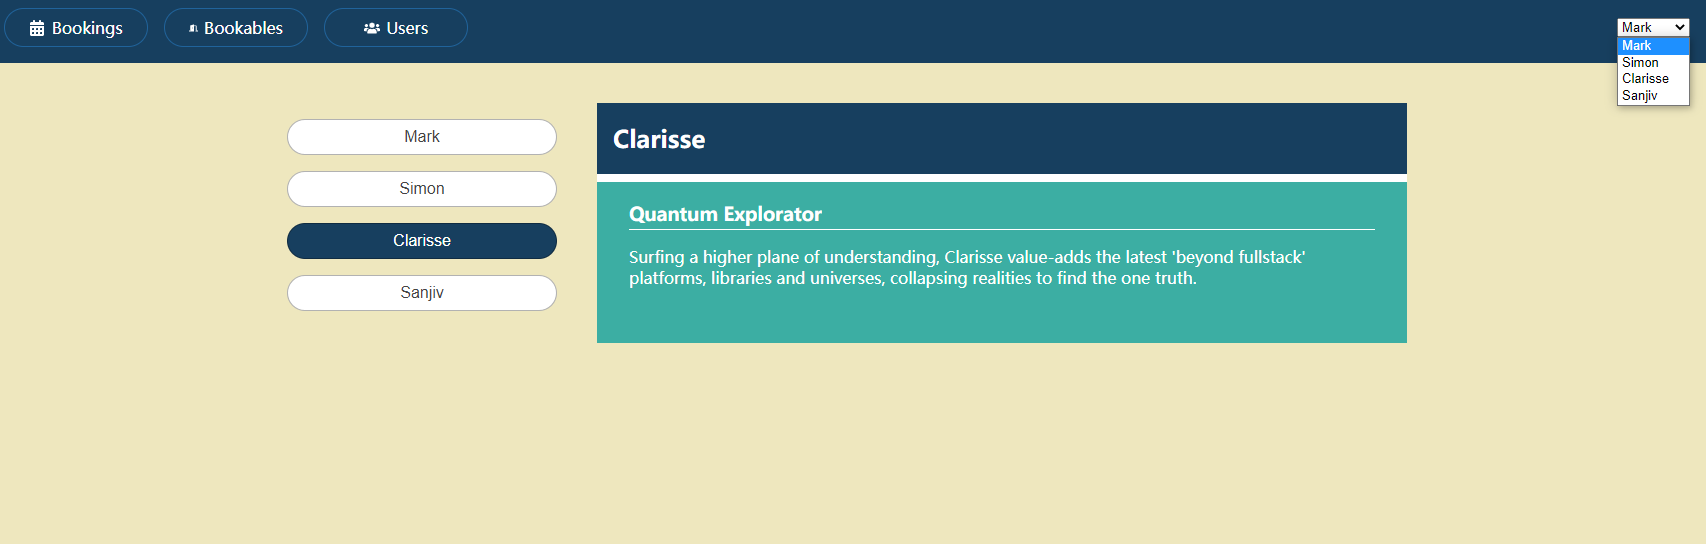 Bookings
Bookables
Users
Mark
Mark
Simon
Clarisse
Sanjiv
Mark
Simon
Clarisse
Sanjiv
Clarisse
Quantum Explorator
Surfing a higher plane of understanding, Clarisse value-adds the latest 'beyond fullstack'
platforms, libraries and universes, collapsing realities to find the one truth.